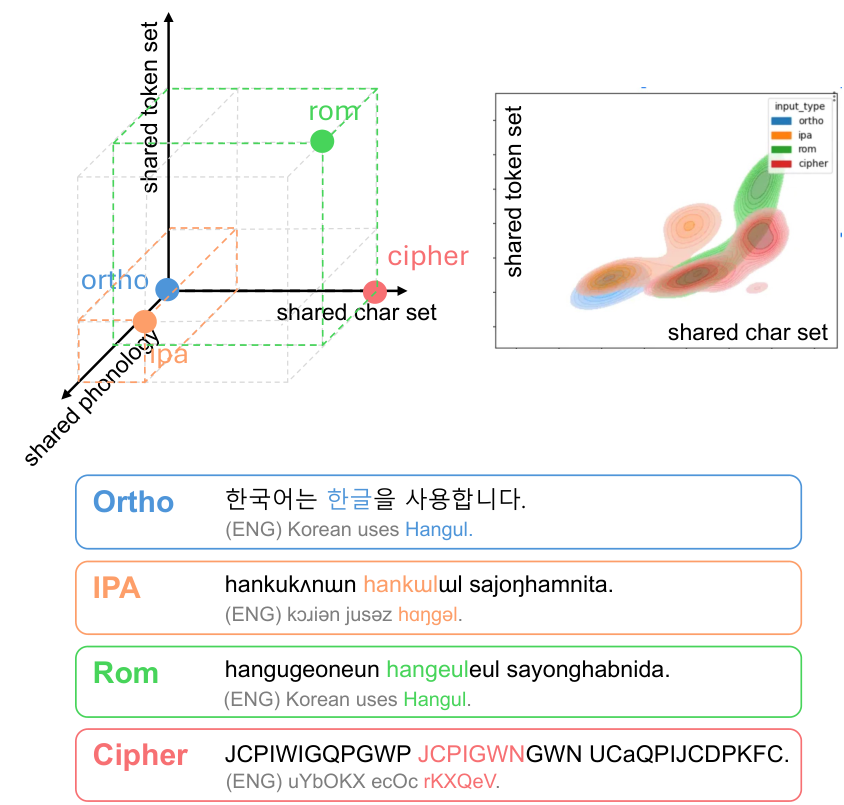 shared token set
rom
cipher
ortho
shared char set
ipa
shared phonology
shared token set
input_type
ortho
ipa
rom
cipher
shared char set
Ortho
한국어는 한글을 사용합니다.
(ENG) Korean uses Hangul.
IPA
hankukʌnɯn hankɯlɯl sajoŋhamnita.
(ENG) kɔɹiən jusəz hɑŋgəl.
Rom
hangugeoneun hangeuleul sayonghabnida.
(ENG) Korean uses Hangul.
Cipher
JCPIWIGQPGWP JCPIGWNGWN UCaQPIJCDPKFC.
(ENG) uYbOKX ecOc rKXQeV.